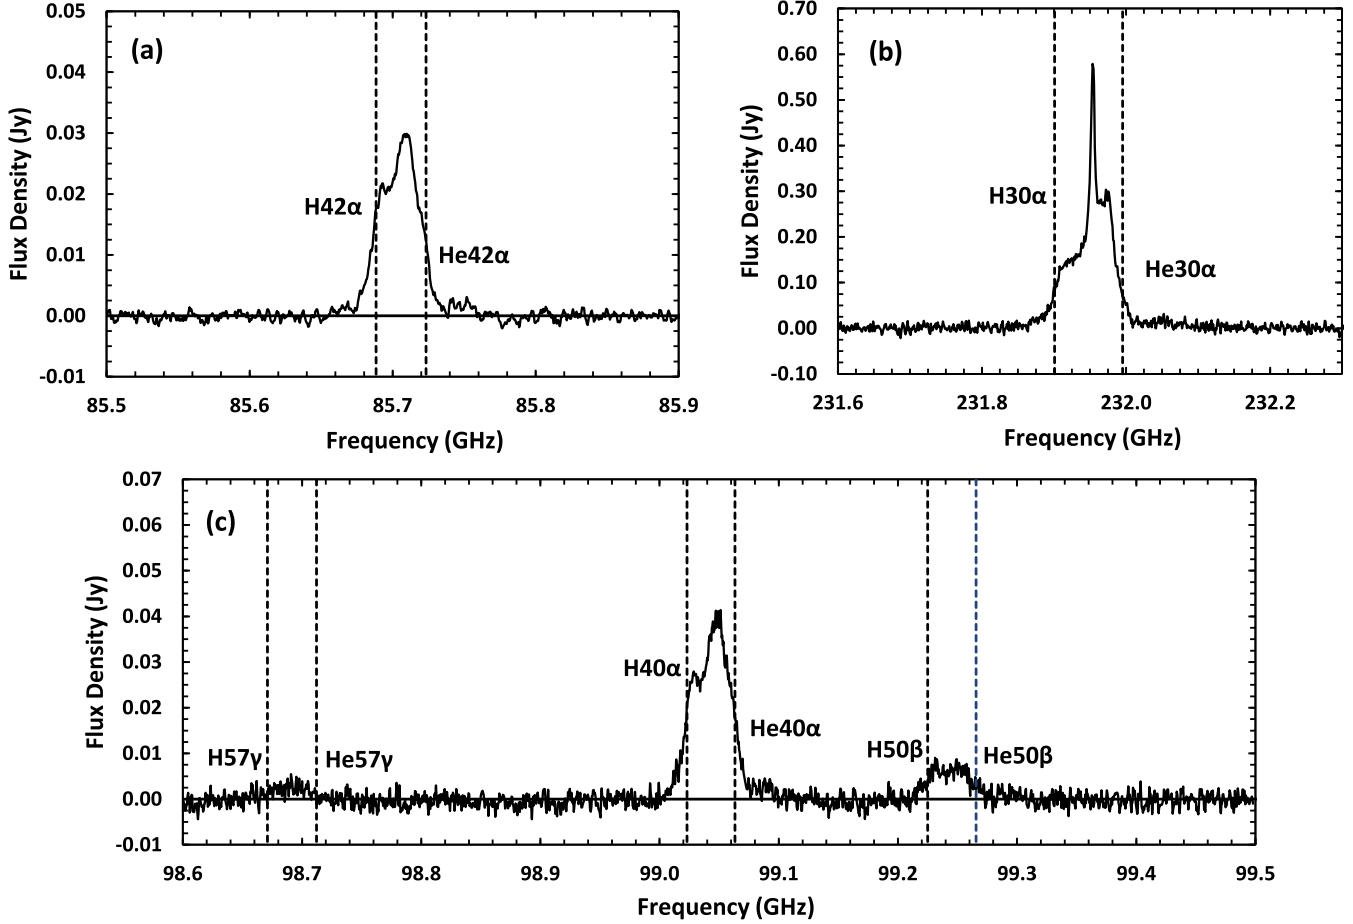 (a)
Flux Density (Jy)
0.05
0.04
0.03
0.02
0.01
0.00
-0.01
H42α
He42α
85.5 85.6 85.7 85.8 85.9
Frequency (GHz)
(b)
Flux Density (Jy)
0.70
0.60
0.50
0.40
0.30
0.20
0.10
0.00
-0.10
H30α
He30α
231.6 231.8 232.0 232.2
Frequency (GHz)
(c)
Flux Density (Jy)
0.07
0.06
0.05
0.04
0.03
0.02
0.01
0.00
-0.01
H57γ
He57γ
H40α
He40α
H50β
He50β
98.6 98.7 98.8 98.9 99.0 99.1 99.2 99.3 99.4 99.5
Frequency (GHz)